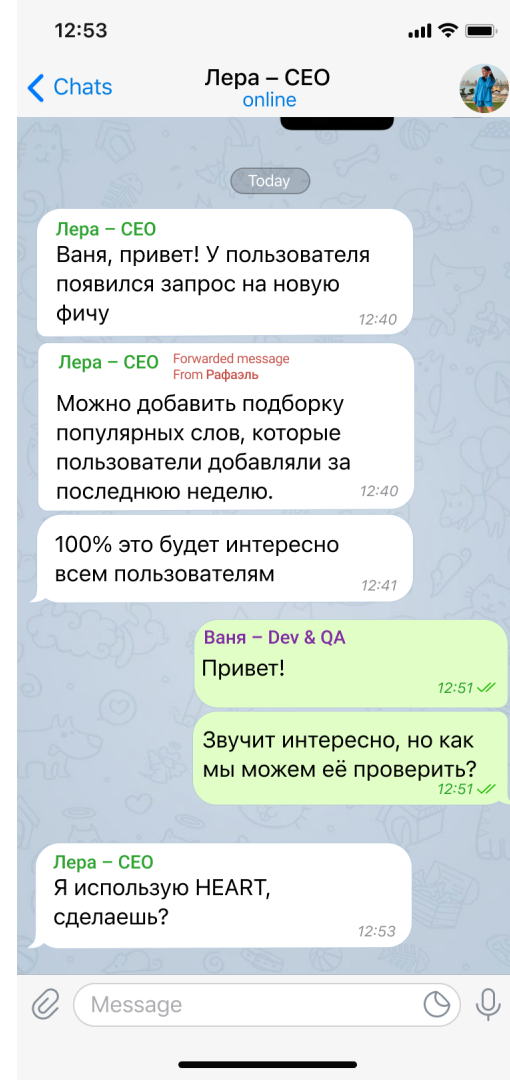 12:53
Chats
Лера – CEO
online
Today
Лера – CEO
Ваня, привет! У пользователя
появился запрос на новую
фичу
12:40
Лера – CEO
Forwarded message
From Рафаэль
Можно добавить подборку
популярных слов, которые
пользователи добавляли за
последнюю неделю.
12:40
100% это будет интересно
всем пользователям
12:41
Ваня – Dev & QA
Привет!
12:51
Звучит интересно, но как
мы можем её проверить?
12:51
Лера – CEO
Я использую HEART,
сделаешь?
12:53
Message